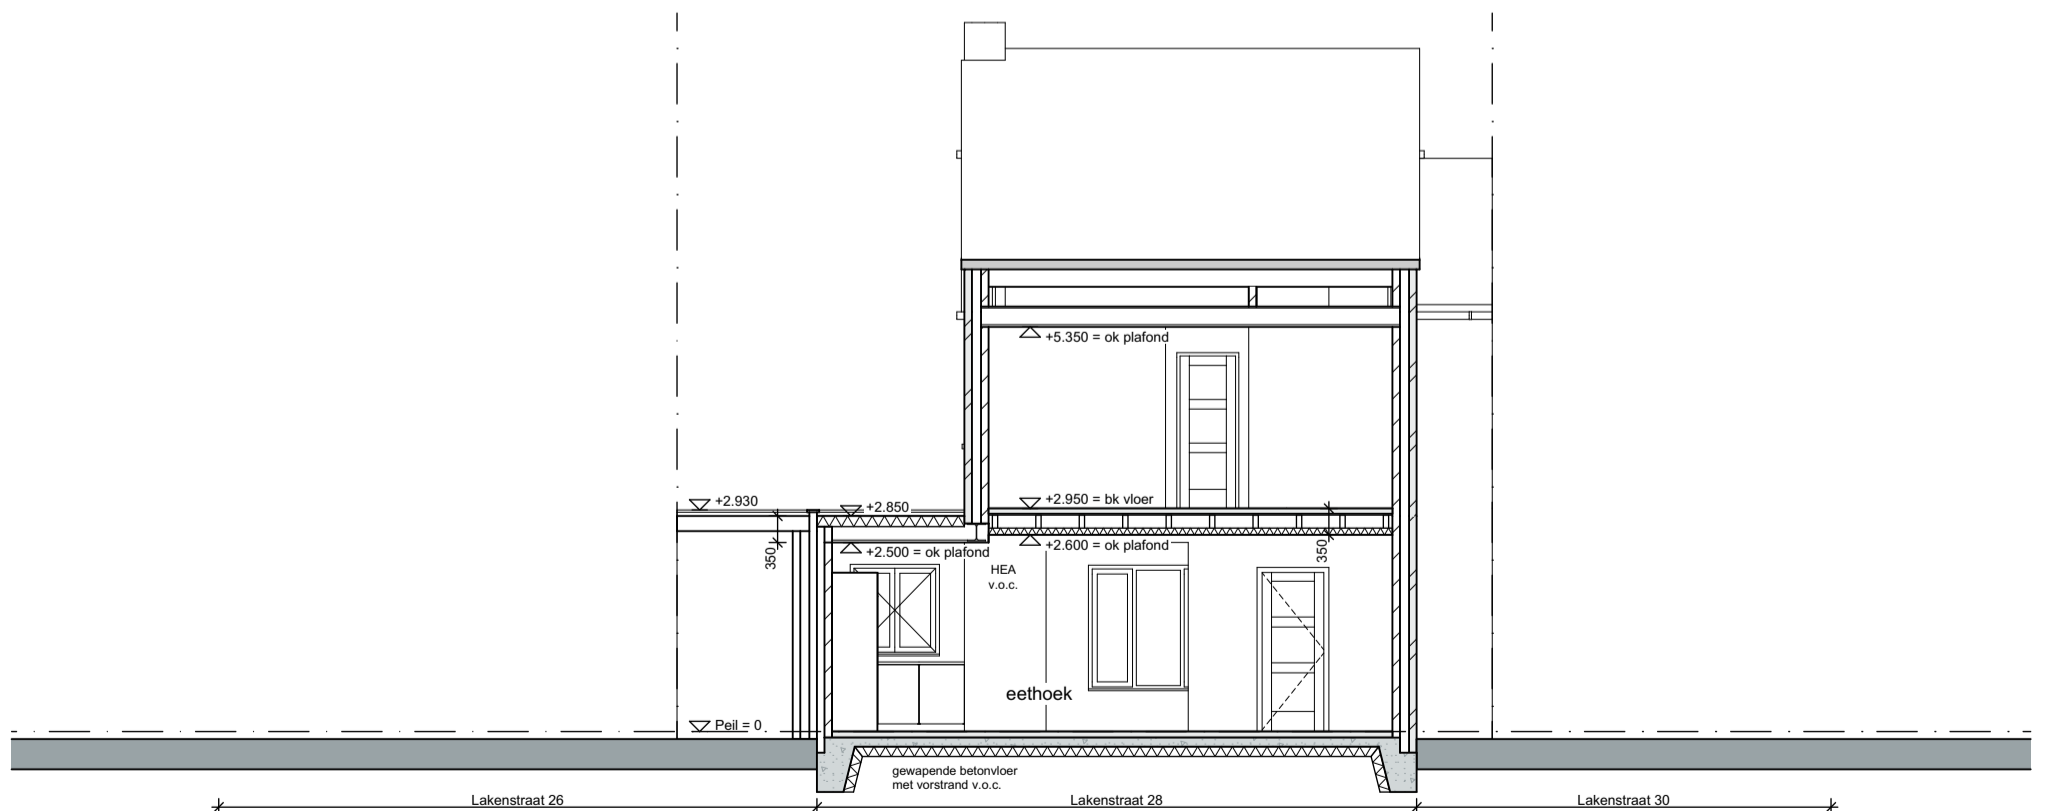 +5.350 = ok plafond
+2.930
+2.850
+2.950 = bk vloer
350
+2.500 = ok plafond
+2.600 = ok plafond
350
HEA
v.o.c.
eethoek
Peil = 0
gewapende betonvloer
met vorstrand v.o.c.
Lakenstraat 26
Lakenstraat 28
Lakenstraat 30